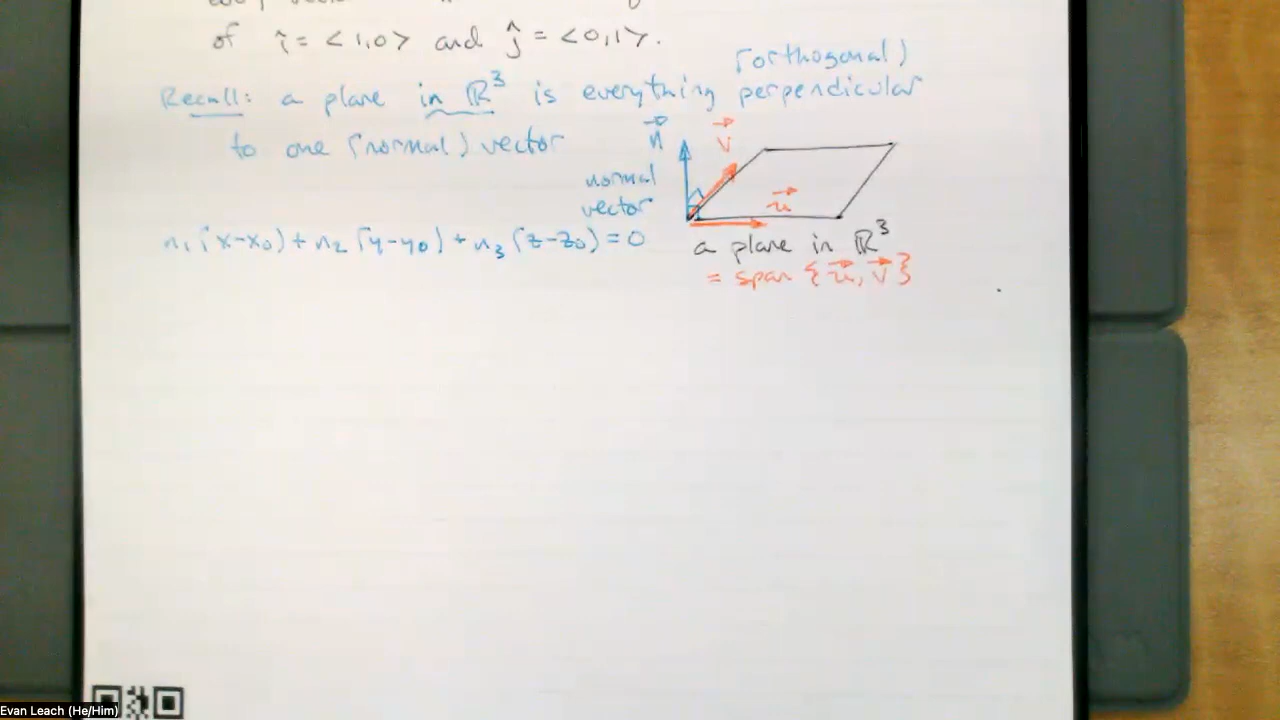 of î = <1,0> and ĵ = <0,1>.
(orthogonal)
Recall: a plane in ℝ³ is everything perpendicular
to one (normal) vector
n⃗
v⃗
normal
vector
u⃗
n₁(x-x₀) + n₂(y-y₀) + n₃(z-z₀) = 0
a plane in ℝ³
= span {u⃗, v⃗}
Evan Leach (He/Him)